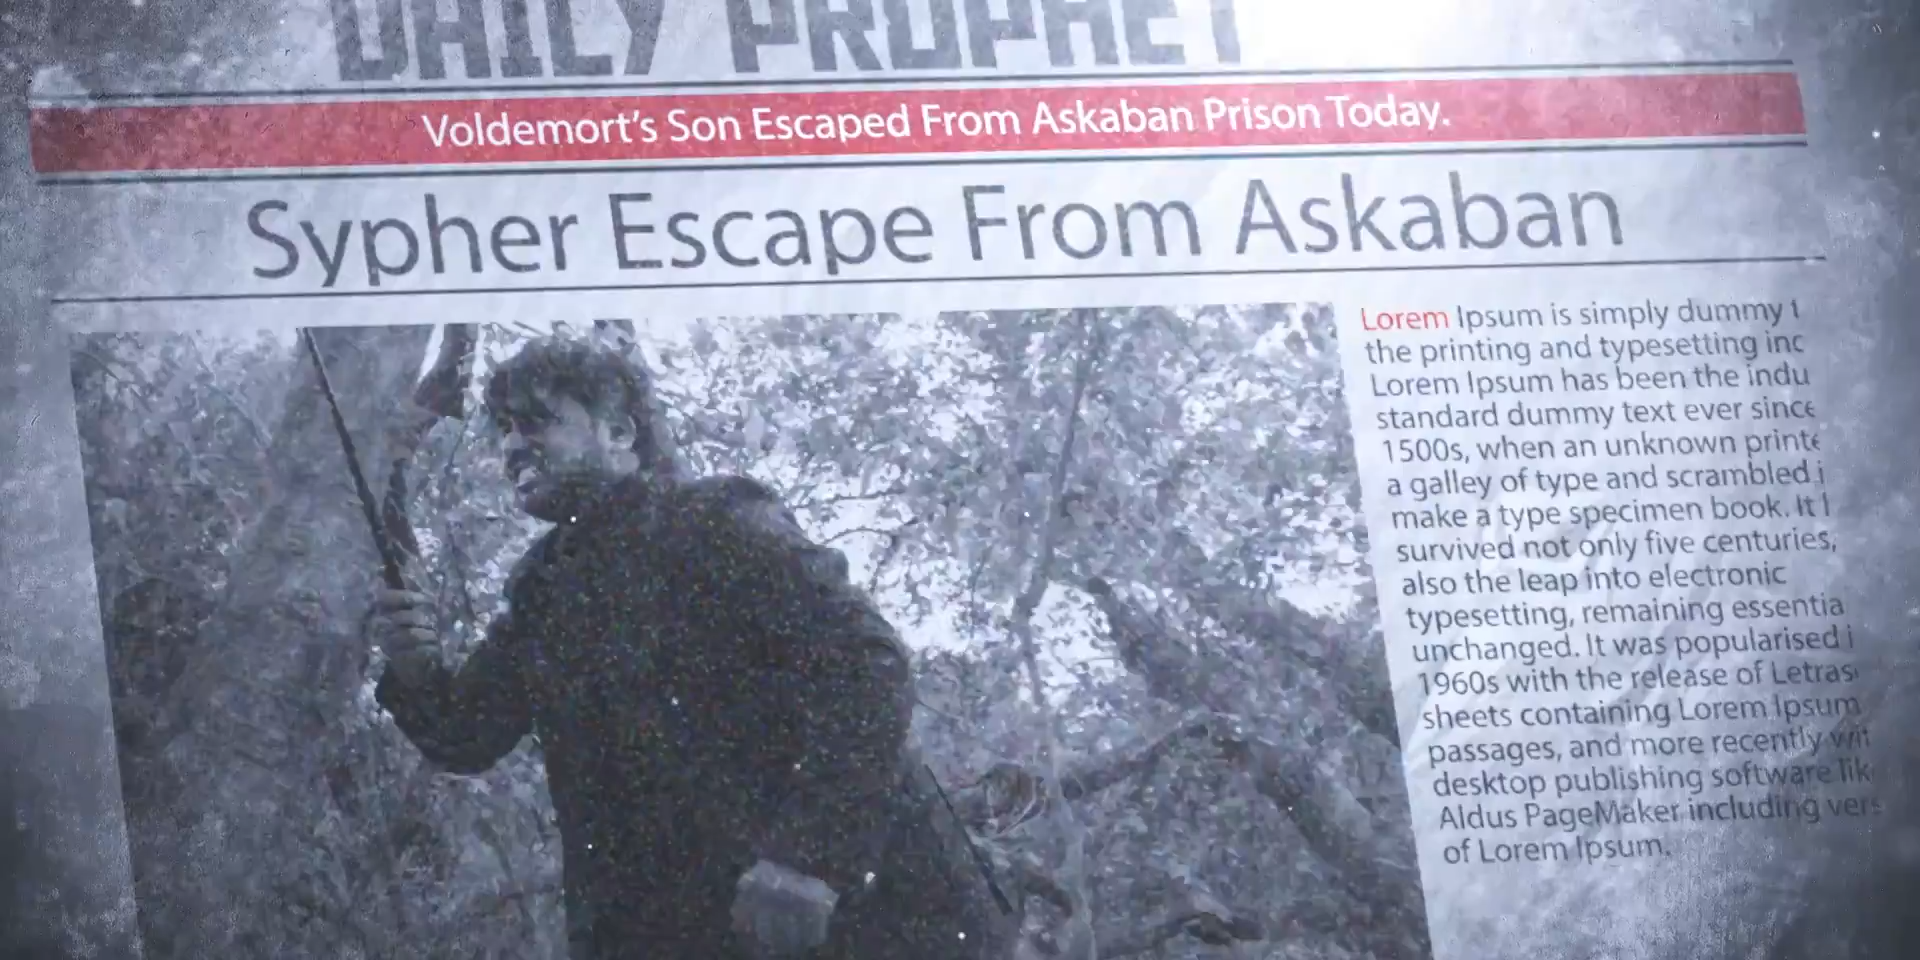 DAILY PROPHET
Voldemort's Son Escaped From Askaban Prison Today.
Sypher Escape From Askaban
Lorem Ipsum is simply dummy
the printing and typesetting
Lorem Ipsum has been the
standard dummy text ever since
1500s, when an unknown
a galley of type and scrambled
make a type specimen book. It
survived not only five centuries,
also the leap into electronic
typesetting, remaining
unchanged. It was popularised
1960s with the release of
sheets containing Lorem Ipsum
passages, and more recently
desktop publishing software
Aldus PageMaker including
of Lorem Ipsum.